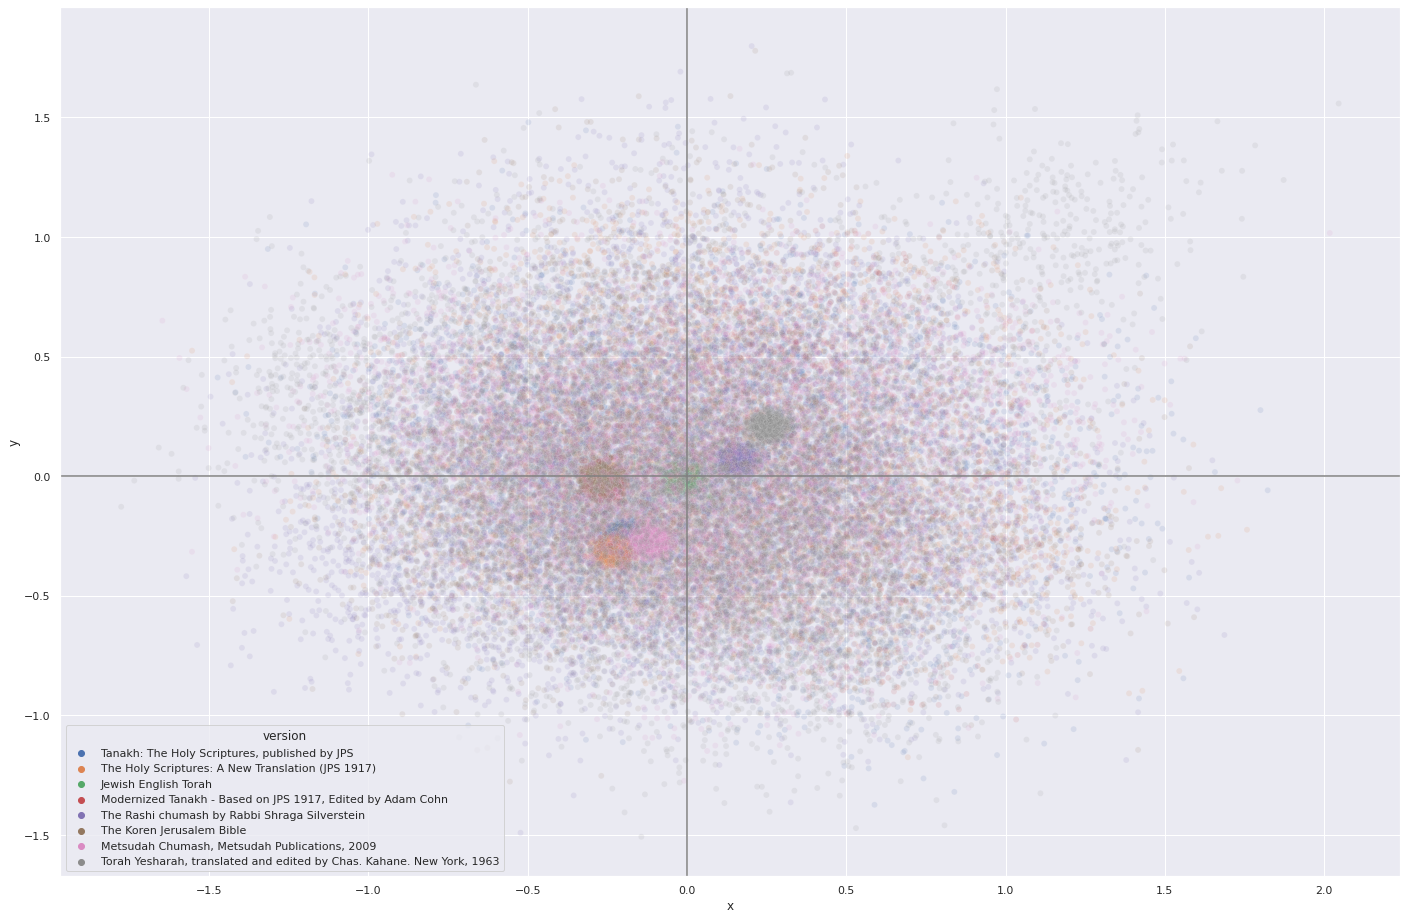 1.5
1.0
0.5
0.0
−0.5
−1.0
−1.5
y
version
Tanakh: The Holy Scriptures, published by JPS
The Holy Scriptures: A New Translation (JPS 1917)
Jewish English Torah
Modernized Tanakh - Based on JPS 1917, Edited by Adam Cohn
The Rashi chumash by Rabbi Shraga Silverstein
The Koren Jerusalem Bible
Metsudah Chumash, Metsudah Publications, 2009
Torah Yesharah, translated and edited by Chas. Kahane. New York, 1963
−1.5 −1.0 −0.5 0.0 0.5 1.0 1.5 2.0
x